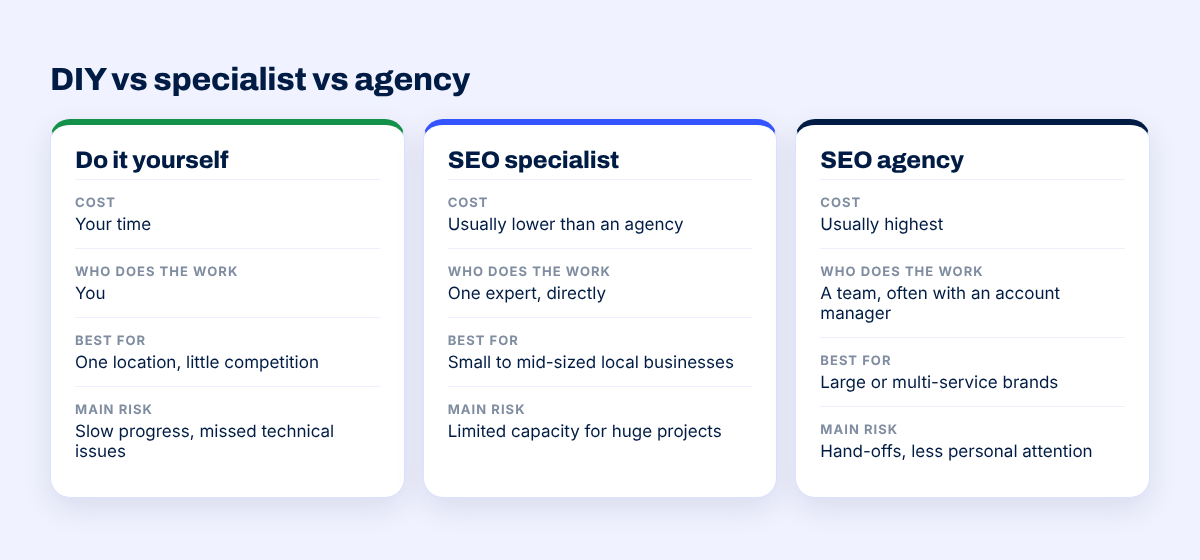 DIY vs specialist vs agency
Do it yourself
COST
Your time
WHO DOES THE WORK
You
BEST FOR
One location, little competition
MAIN RISK
Slow progress, missed technical
issues
SEO specialist
COST
Usually lower than an agency
WHO DOES THE WORK
One expert, directly
BEST FOR
Small to mid-sized local businesses
MAIN RISK
Limited capacity for huge projects
SEO agency
COST
Usually highest
WHO DOES THE WORK
A team, often with an account
manager
BEST FOR
Large or multi-service brands
MAIN RISK
Hand-offs, less personal attention